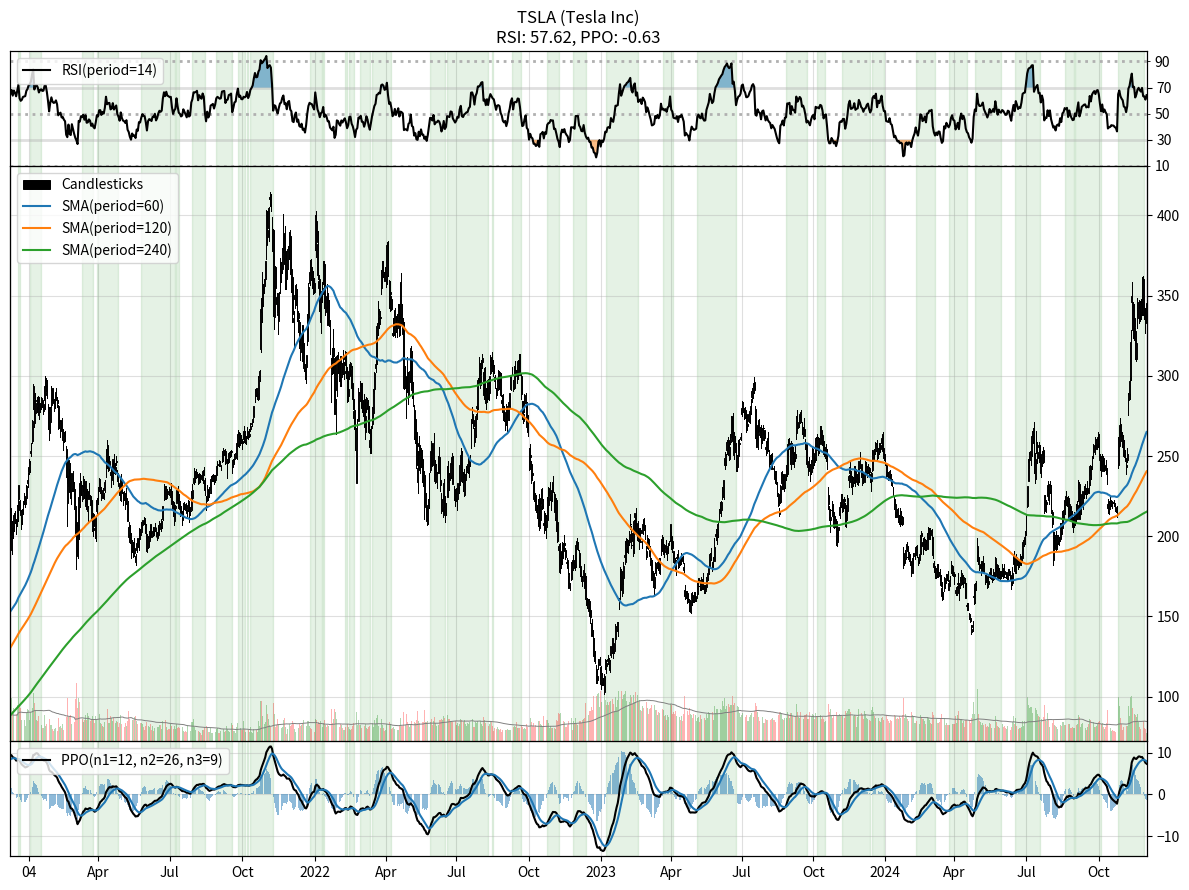 TSLA (Tesla Inc)
RSI: 57.62, PPO: -0.63
RSI(period=14)
90
70
50
30
10
Candlesticks
SMA(period=60)
SMA(period=120)
SMA(period=240)
400
350
300
250
200
150
100
PPO(n1=12, n2=26, n3=9)
10
0
−10
04 Apr Jul Oct 2022 Apr Jul Oct 2023 Apr Jul Oct 2024 Apr Jul Oct